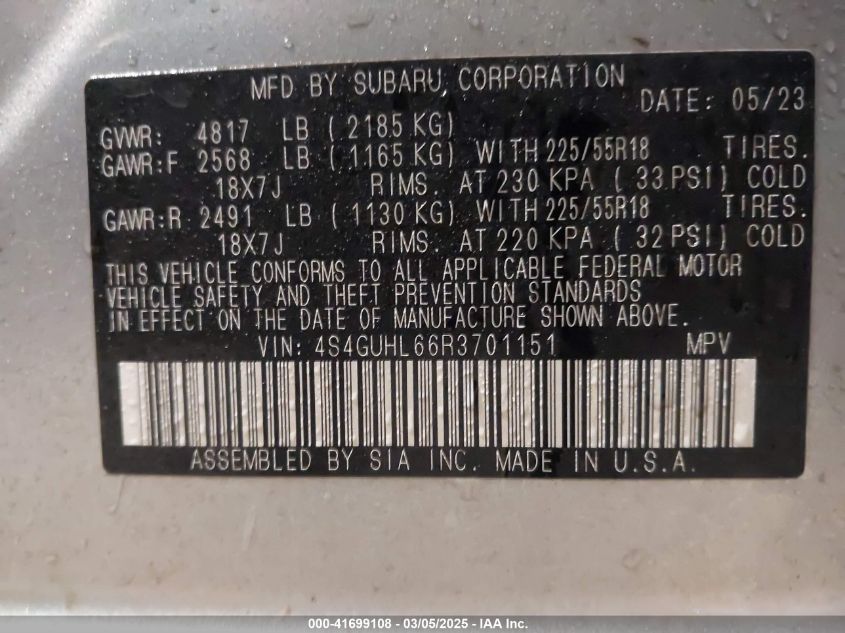 MFD BY SUBARU CORPORATION
DATE: 05/23
GVWR: 4817 LB ( 2185 KG)
GAWR:F 2568 LB ( 1165 KG) WITH 225/55R18 TIRES.
18X7J RIMS. AT 230 KPA ( 33 PSI) COLD
GAWR:R 2491 LB ( 1130 KG) WITH 225/55R18 TIRES.
18X7J RIMS. AT 220 KPA ( 32 PSI) COLD
THIS VEHICLE CONFORMS TO ALL APPLICABLE FEDERAL MOTOR
VEHICLE SAFETY AND THEFT PREVENTION STANDARDS
IN EFFECT ON THE DATE OF MANUFACTURE SHOWN ABOVE.
VIN: 4S4GUHL66R3701151 MPV
ASSEMBLED BY SIA INC. MADE IN U.S.A.
000-41699108 - 03/05/2025 - IAA Inc.